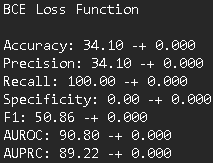 BCE Loss Function
Accuracy: 34.10 -+ 0.000
Precision: 34.10 -+ 0.000
Recall: 100.00 -+ 0.000
Specificity: 0.00 -+ 0.000
F1: 50.86 -+ 0.000
AUROC: 90.80 -+ 0.000
AUPRC: 89.22 -+ 0.000